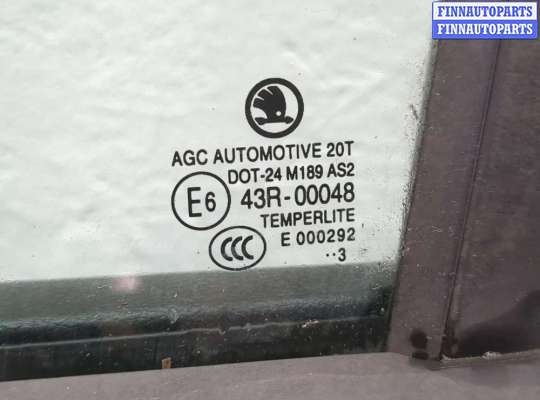 FINNAUTOPARTS
FINNAUTOPARTS
AGC AUTOMOTIVE 20T
DOT-24 M189 AS2
E6 43R-00048
TEMPERLITE
CCC E 000292
··3